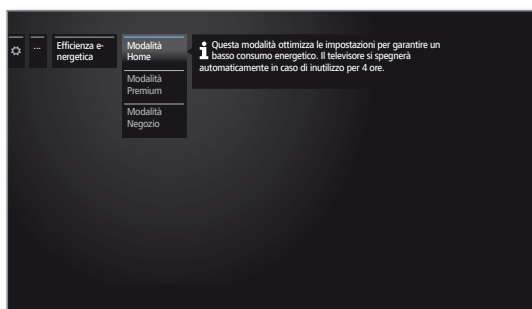 ...
Efficienza e-
nergetica
Modalità
Home
Modalità
Premium
Modalità
Negozio
Questa modalità ottimizza le impostazioni per garantire un
basso consumo energetico. Il televisore si spegnerà
automaticamente in caso di inutilizzo per 4 ore.